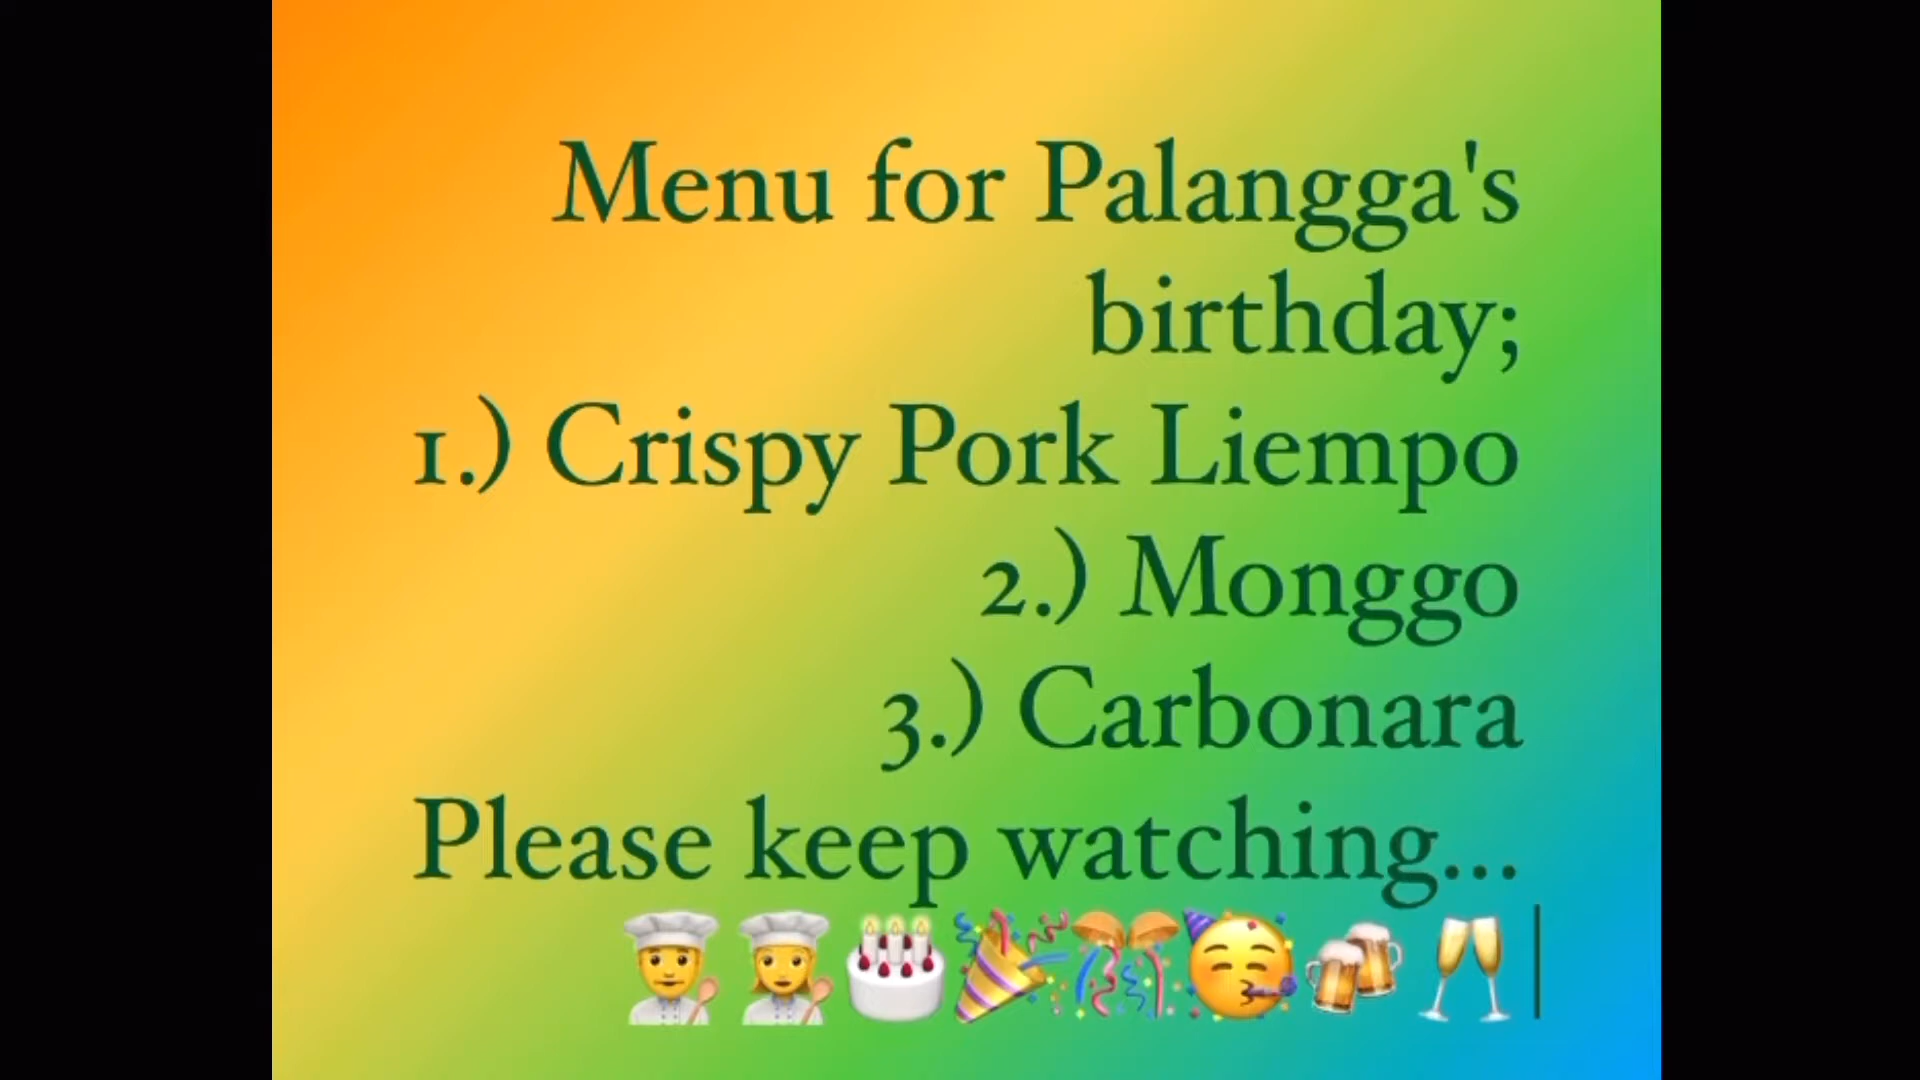 Menu for Palangga's
birthday;
1.) Crispy Pork Liempo
2.) Monggo
3.) Carbonara
Please keep watching...
👨‍🍳👩‍🍳🎂🎉🎊🥳🍻🥂